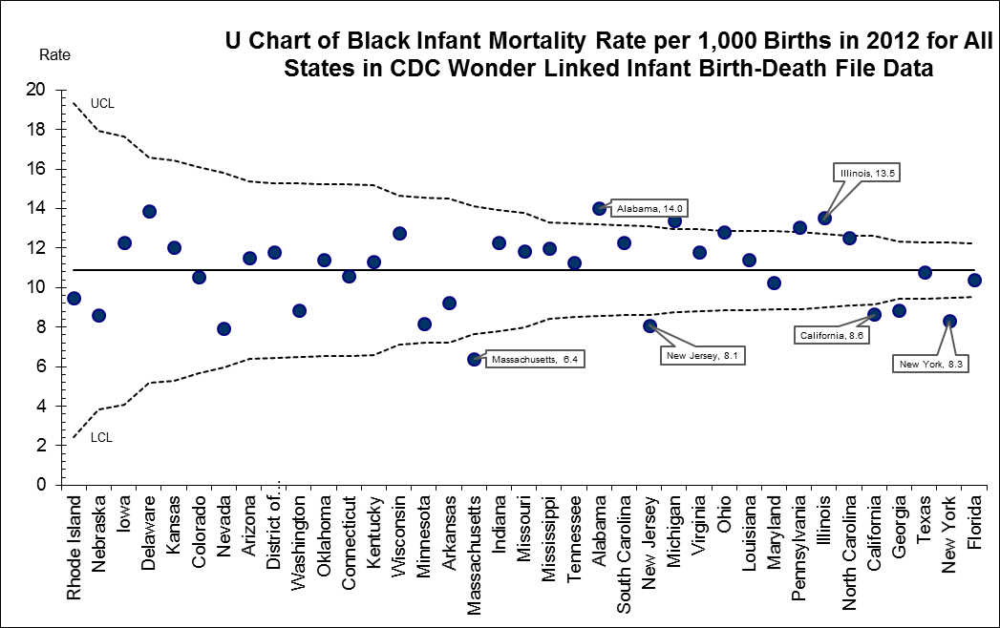 U Chart of Black Infant Mortality Rate per 1,000 Births in 2012 for All
States in CDC Wonder Linked Infant Birth-Death File Data
Rate
20
18
16
14
12
10
8
6
4
2
0
UCL
LCL
Illinois, 13.5
Alabama, 14.0
California, 8.6
Massachusetts, 6.4
New Jersey, 8.1
New York, 8.3
Rhode Island
Nebraska
Iowa
Delaware
Kansas
Colorado
Nevada
Arizona
District of…
Washington
Oklahoma
Connecticut
Kentucky
Wisconsin
Minnesota
Arkansas
Massachusetts
Indiana
Missouri
Mississippi
Tennessee
Alabama
South Carolina
New Jersey
Michigan
Virginia
Ohio
Louisiana
Maryland
Pennsylvania
Illinois
North Carolina
California
Georgia
Texas
New York
Florida